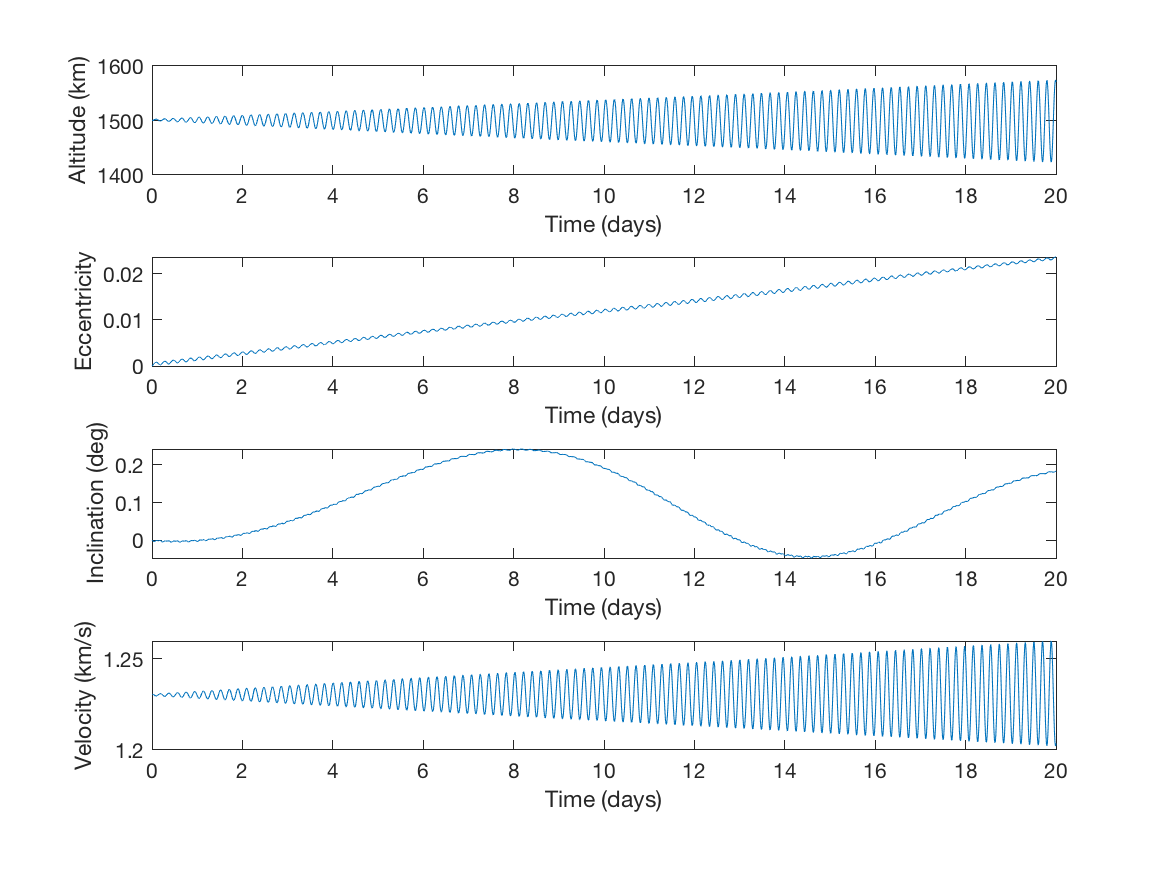 Altitude (km)
1600
1500
1400
0 2 4 6 8 10 12 14 16 18 20
Time (days)
Eccentricity
0.02
0.01
0
0 2 4 6 8 10 12 14 16 18 20
Time (days)
Inclination (deg)
0.2
0.1
0
0 2 4 6 8 10 12 14 16 18 20
Time (days)
Velocity (km/s)
1.25
1.2
0 2 4 6 8 10 12 14 16 18 20
Time (days)